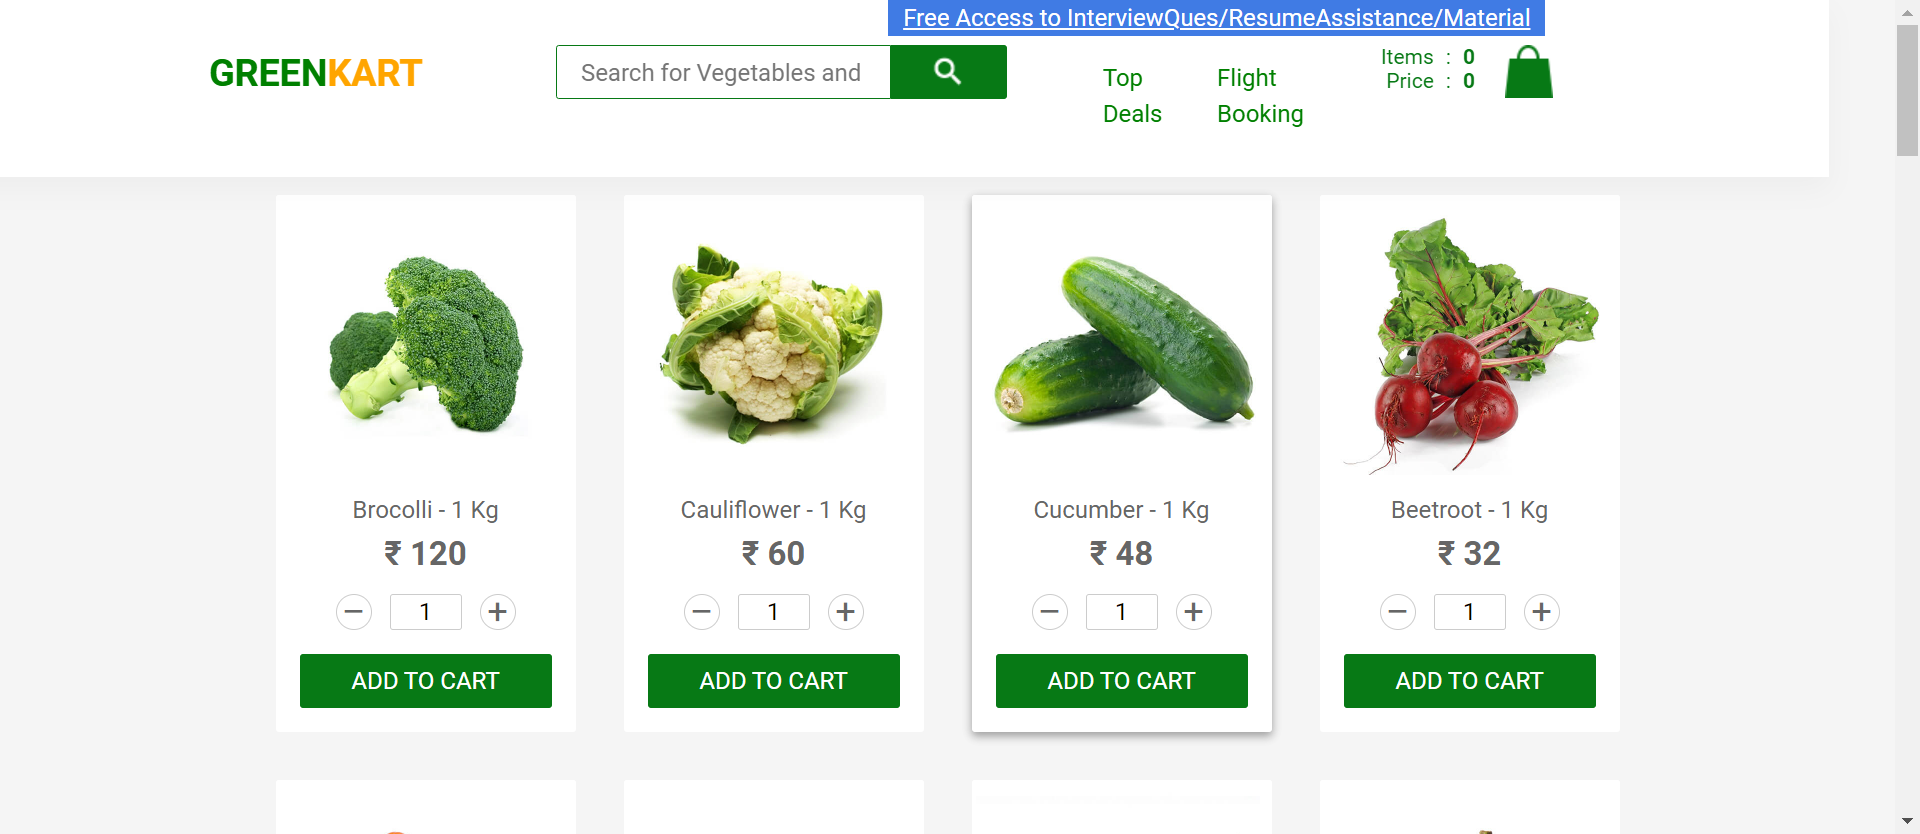 Free Access to InterviewQues/ResumeAssistance/Material
GREENKART
Search for Vegetables and
Top Deals
Flight Booking
Items : 0
Price : 0
Brocolli - 1 Kg
₹ 120
− 1 +
ADD TO CART
Cauliflower - 1 Kg
₹ 60
− 1 +
ADD TO CART
Cucumber - 1 Kg
₹ 48
− 1 +
ADD TO CART
Beetroot - 1 Kg
₹ 32
− 1 +
ADD TO CART